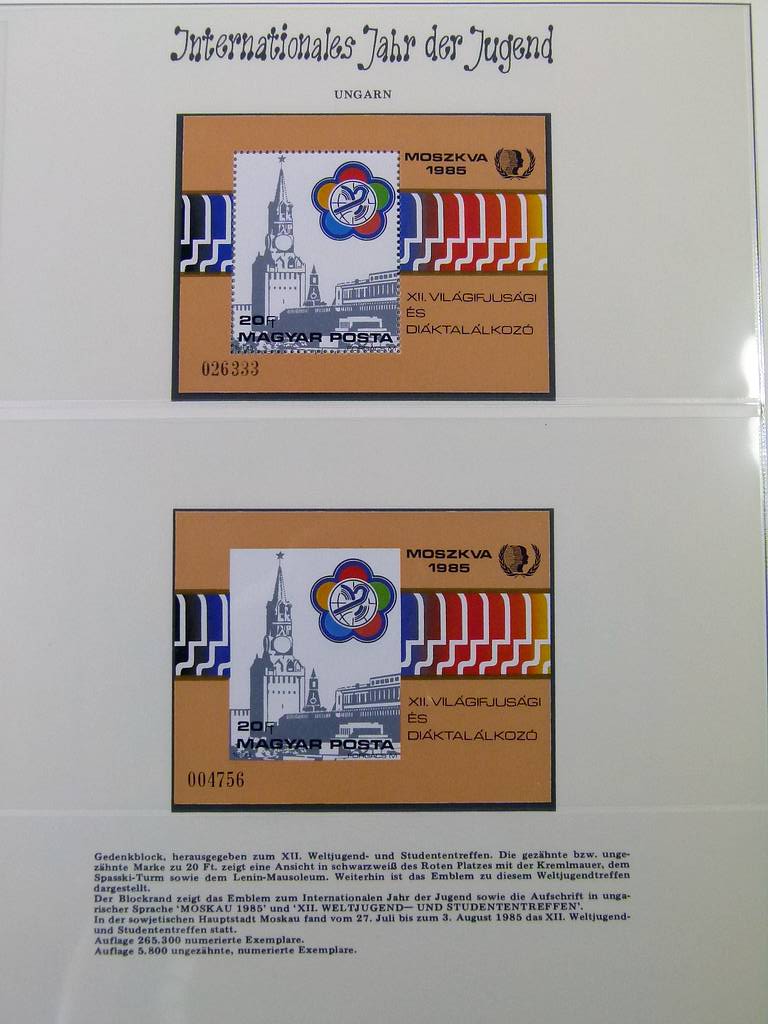 Internationales Jahr der Jugend
UNGARN
MOSZKVA
1985
20 Ft
MAGYAR POSTA
XII. VILÁGIFJUSÁGI
ÉS
DIÁKTALÁLKOZÓ
026333
MOSZKVA
1985
20 Ft
MAGYAR POSTA
FORGÁCS M
XII. VILÁGIFJUSÁGI
ÉS
DIÁKTALÁLKOZÓ
004756
Gedenkblock, herausgegeben zum XII. Weltjugend- und Studententreffen. Die gezähnte bzw. unge-
zähnte Marke zu 20 Ft. zeigt eine Ansicht in schwarzweiß des Roten Platzes mit der Kremlmauer, dem
Spasski-Turm sowie dem Lenin-Mausoleum. Weiterhin ist das Emblem zu diesem Weltjugendtreffen
dargestellt.
Der Blockrand zeigt das Emblem zum Internationalen Jahr der Jugend sowie die Aufschrift in unga-
rischer Sprache 'MOSKAU 1985' und 'XII. WELTJUGEND— UND STUDENTENTREFFEN'.
In der sowjetischen Hauptstadt Moskau fand vom 27. Juli bis zum 3. August 1985 das XII. Weltjugend-
und Studententreffen statt.
Auflage 265.300 numerierte Exemplare.
Auflage 5.800 ungezähnte, numerierte Exemplare.